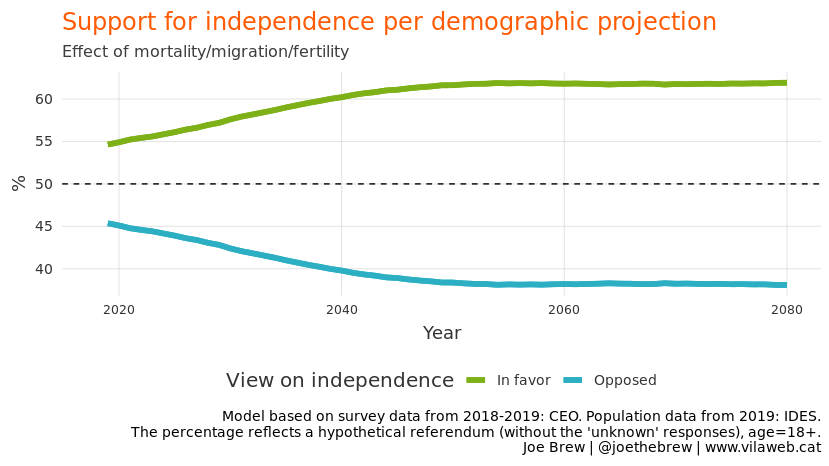 Support for independence per demographic projection
Effect of mortality/migration/fertility
60
55
50
45
40
%
2020 2040 2060 2080
Year
View on independence In favor Opposed
Model based on survey data from 2018-2019: CEO. Population data from 2019: IDES.
The percentage reflects a hypothetical referendum (without the 'unknown' responses), age=18+.
Joe Brew | @joethebrew | www.vilaweb.cat